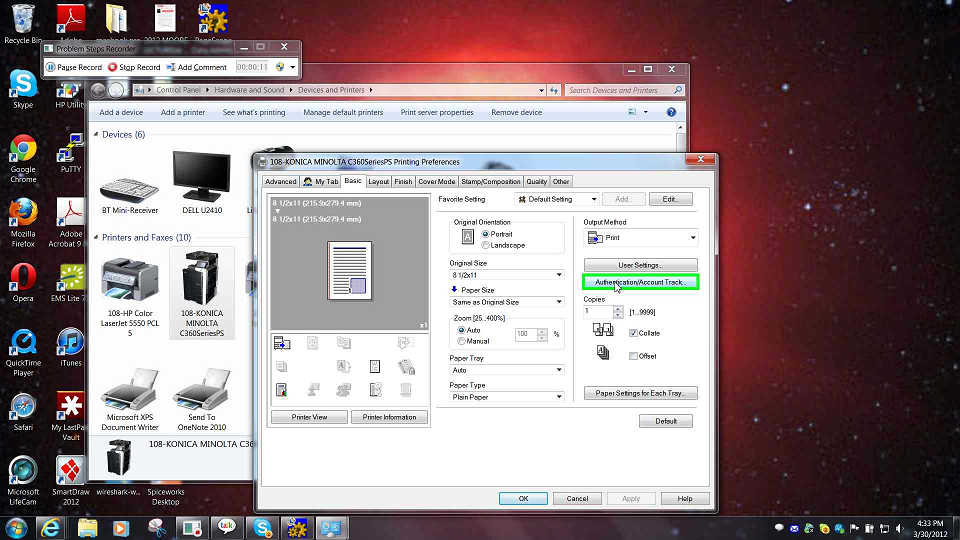 Recycle Bin
Adobe
2012 MOORE
Problem Steps Recorder
Pause Record
Stop Record
Add Comment
00:00:11
Skype
HP Utility
Control Panel
Hardware and Sound
Devices and Printers
Search Devices and Printers
Add a device
Add a printer
See what's printing
Manage default printers
Print server properties
Remove device
Google Chrome
PuTTY
Devices (6)
BT Mini-Receiver
DELL U2410
Mozilla Firefox
Adobe Acrobat 9
Printers and Faxes (10)
Opera
EMS Lite
108-HP Color LaserJet 5550 PCL 5
108-KONICA MINOLTA C360SeriesPS
QuickTime Player
iTunes
Microsoft XPS Document Writer
Send To OneNote 2010
Safari
My LastPass Vault
108-KONICA MINOLTA C36
Microsoft LifeCam
SmartDraw 2012
wireshark-w...
Spiceworks Desktop
108-KONICA MINOLTA C360SeriesPS Printing Preferences
Advanced
My Tab
Basic
Layout
Finish
Cover Mode
Stamp/Composition
Quality
Other
8 1/2x11 (215.9x279.4 mm)
8 1/2x11 (215.9x279.4 mm)
x1
Printer View
Printer Information
Favorite Setting
Default Setting
Add...
Edit...
Original Orientation
Portrait
Landscape
Original Size
8 1/2x11
Paper Size
Same as Original Size
Zoom [25..400%]
Auto
Manual
100
%
Paper Tray
Auto
Paper Type
Plain Paper
Output Method
Print
User Settings...
Authentication/Account Track...
Copies
1
[1..9999]
Collate
Offset
Paper Settings for Each Tray...
Default
OK
Cancel
Apply
Help
talk
4:33 PM
3/30/2012